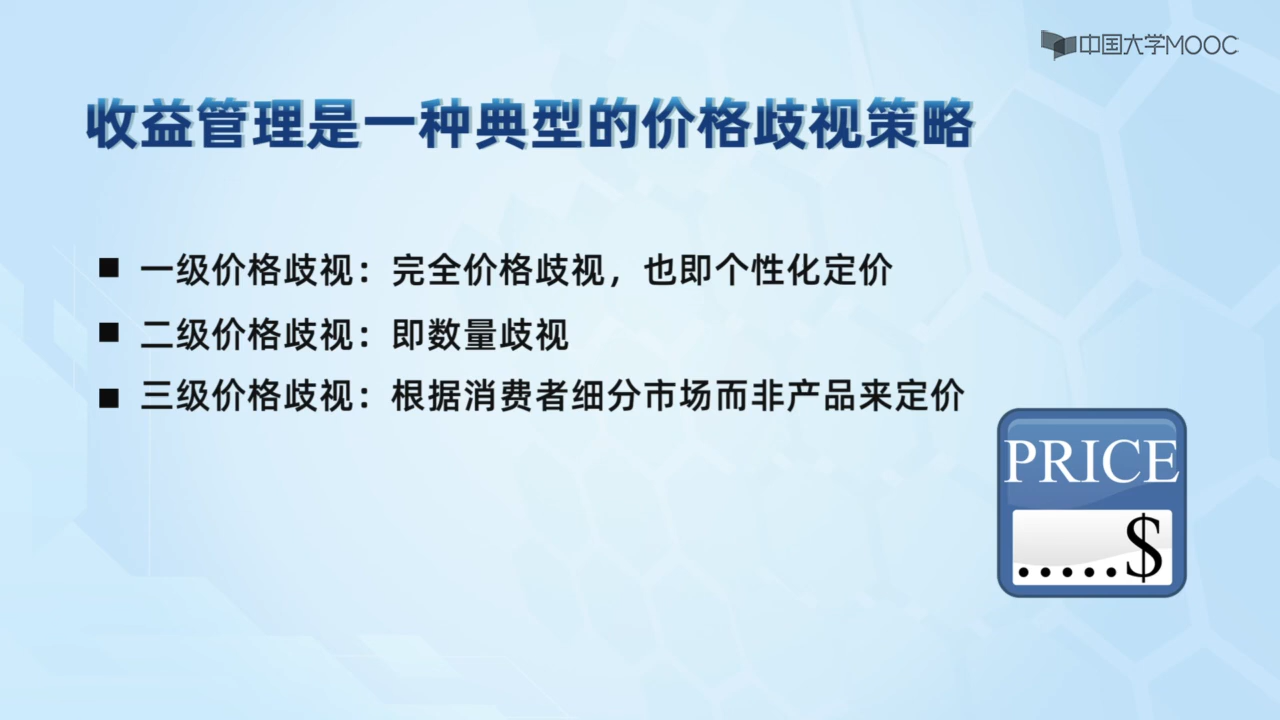 中国大学MOOC
收益管理是一种典型的价格歧视策略
■ 一级价格歧视：完全价格歧视，也即个性化定价
■ 二级价格歧视：即数量歧视
■ 三级价格歧视：根据消费者细分市场而非产品来定价
PRICE
.....$